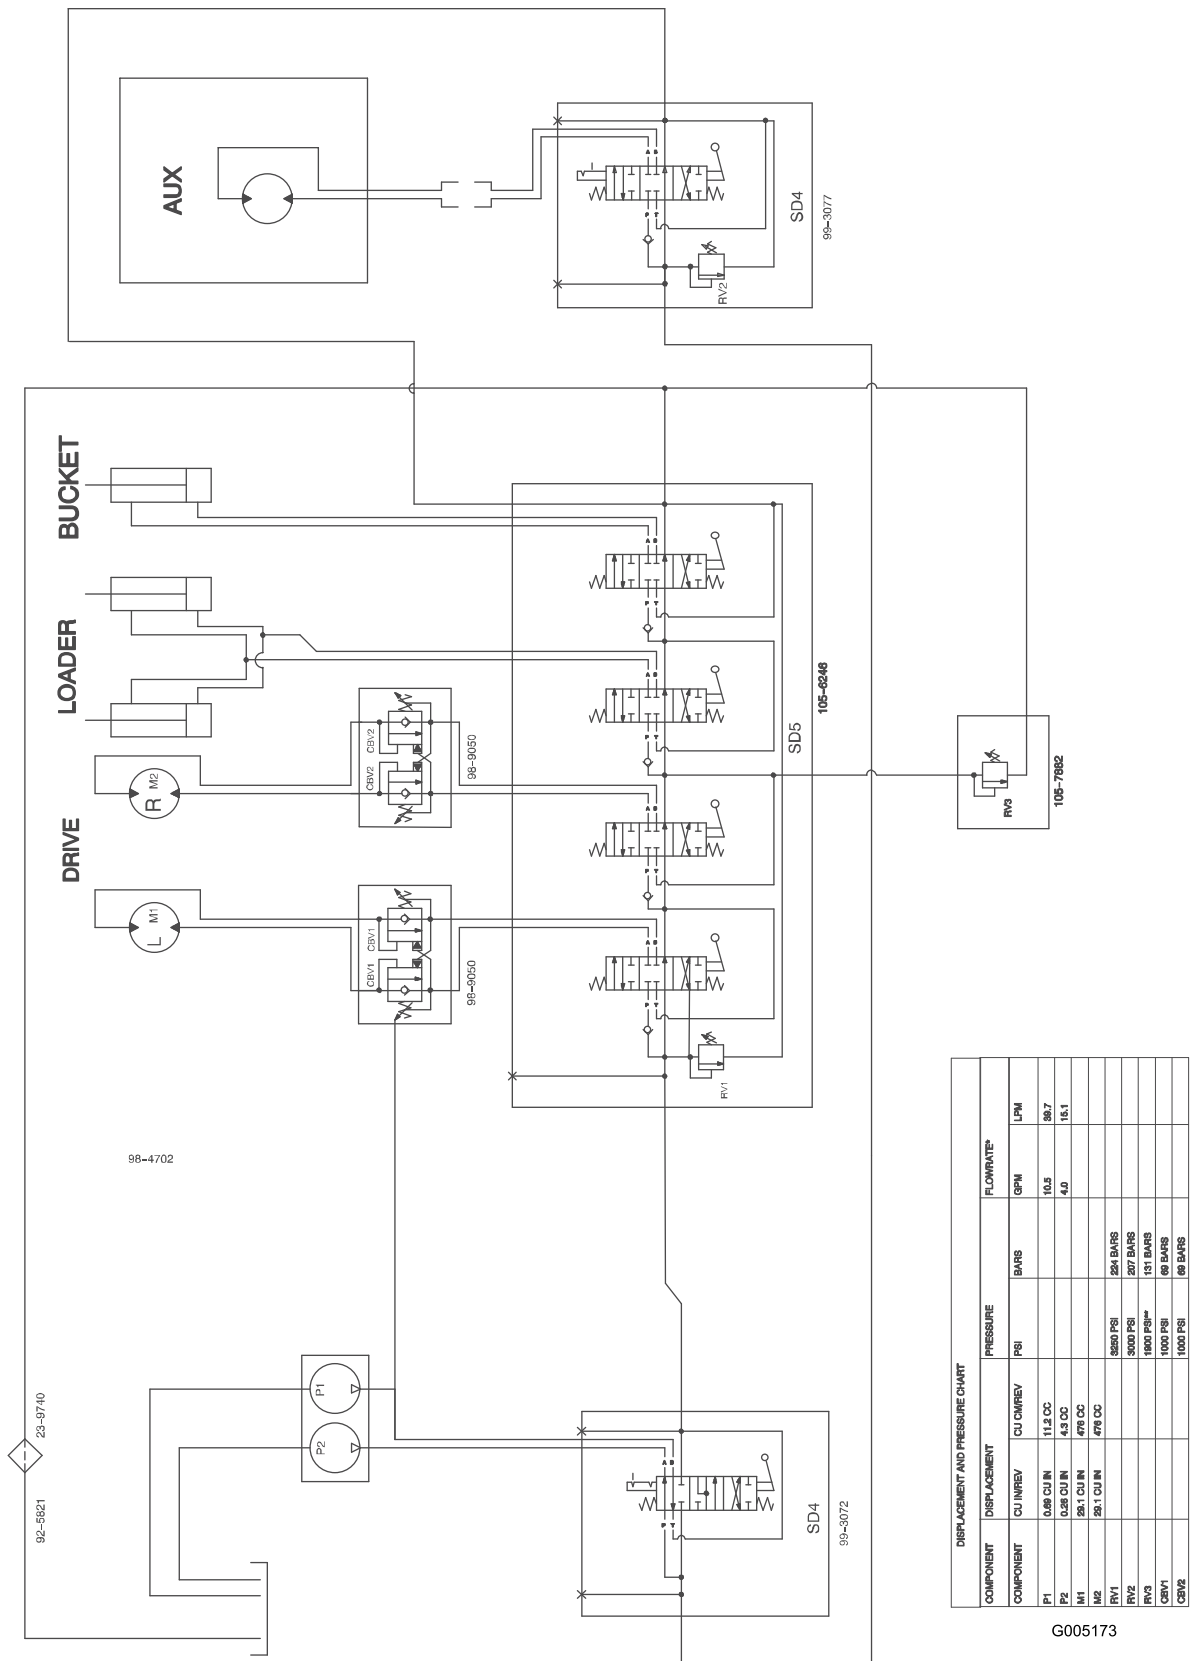 AUX
A B
P T
RV2
SD4
99-3077
BUCKET
A B
P T
LOADER
A B
P T
CBV2
CBV2
98-9050
R M2
A B
P T
DRIVE
L M1
CBV1
CBV1
98-9050
A B
P T
RV1
SD5
105-6248
RV3
105-7882
98-4702
23-9740
92-5821
P1
P2
A B
P T
SD4
99-3072
DISPLACEMENT AND PRESSURE CHART
COMPONENT DISPLACEMENT PRESSURE FLOWRATE*
COMPONENT CU IN/REV CU CM/REV PSI BARS GPM LPM
P1 0.69 CU IN 11.2 CC 10.5 39.7
P2 0.26 CU IN 4.3 CC 4.0 15.1
M1 29.1 CU IN 476 CC
M2 29.1 CU IN 476 CC
RV1 3250 PSI 224 BARS
RV2 3000 PSI 207 BARS
RV3 1900 PSI** 131 BARS
CBV1 1000 PSI 69 BARS
CBV2 1000 PSI 69 BARS
G005173